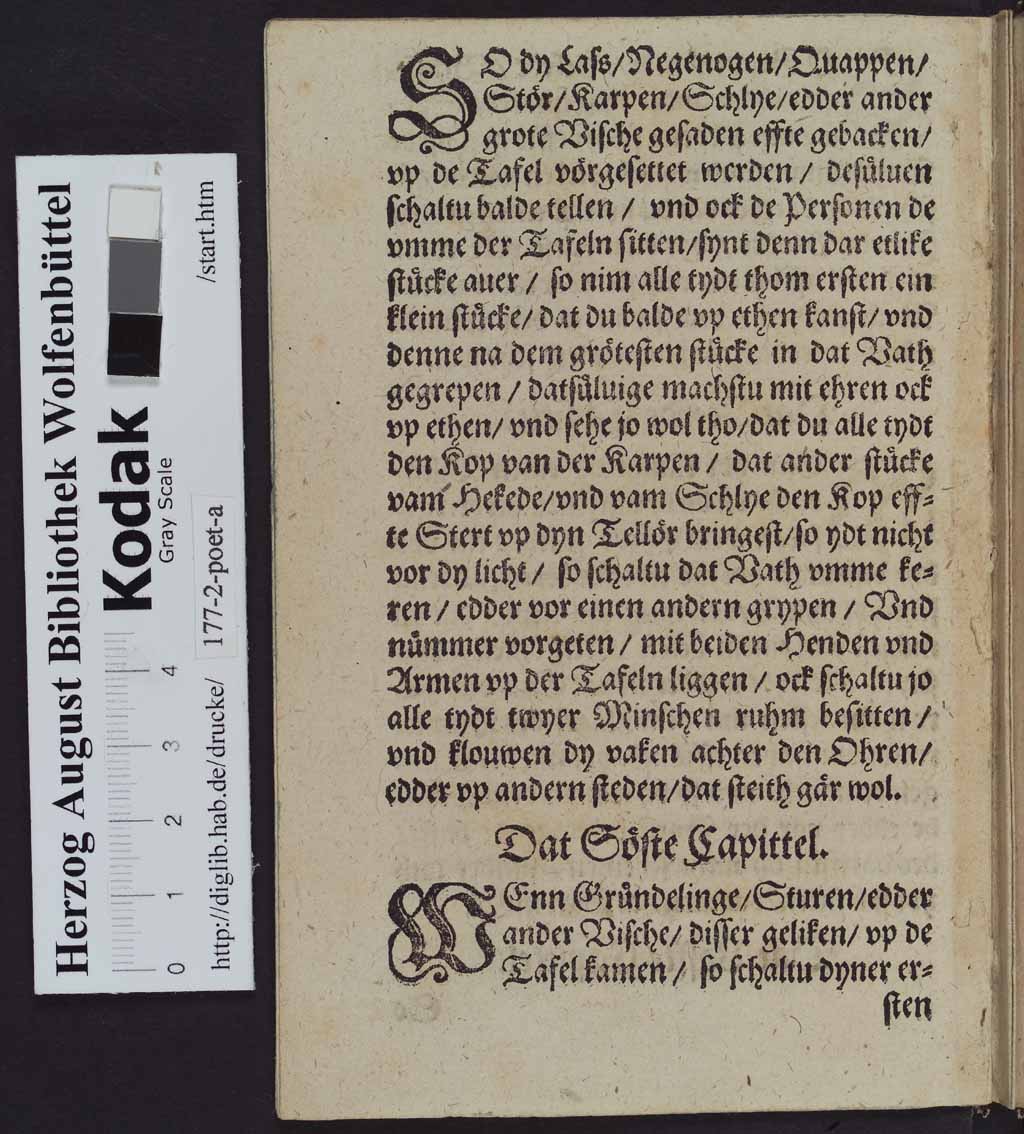 SO dy Lass/Negenogen/Quappen/
Stör/Karpen/Schlye/edder ander
grote Vische gesaden effte gebacken/
vp de Tafel vörgesettet werden / desüluen
schaltu balde tellen / vnd ock de Personen de
vmme der Tafeln sitten/synt denn dar etlike
stücke auer / so nim alle tydt thom ersten ein
klein stücke/ dat du balde vp ethen kanst/ vnd
denne na dem grötesten stücke in dat Vath
gegrepen / datsüluige machstu mit ehren ock
vp ethen/ vnd sehe jo wol tho/dat du alle tydt
den Kop van der Karpen / dat ander stücke
vam Hekede/vnd vam Schlye den Kop eff=
te Stert vp dyn Tellör bringest/so ydt nicht
vor dy licht / so schaltu dat Vath vmme ke=
ren / edder vor einen andern grypen / Vnd
nümmer vorgeten / mit beiden Henden vnd
Armen vp der Tafeln liggen / ock schaltu jo
alle tydt twyer Minschen ruhm besitten /
vnd klouwen dy vaken achter den Ohren/
edder vp andern steden/dat steith gär wol.
Dat Söste Capittel.
WEnn Gründelinge/Sturen/edder
ander Vische/ disser geliken/ vp de
Tafel kamen / so schaltu dyner er=
sten
Herzog August Bibliothek Wolfenbüttel
Kodak
Gray Scale
0 1 2 3 4
http://diglib.hab.de/drucke/ 177-2-poet-a /start.htm